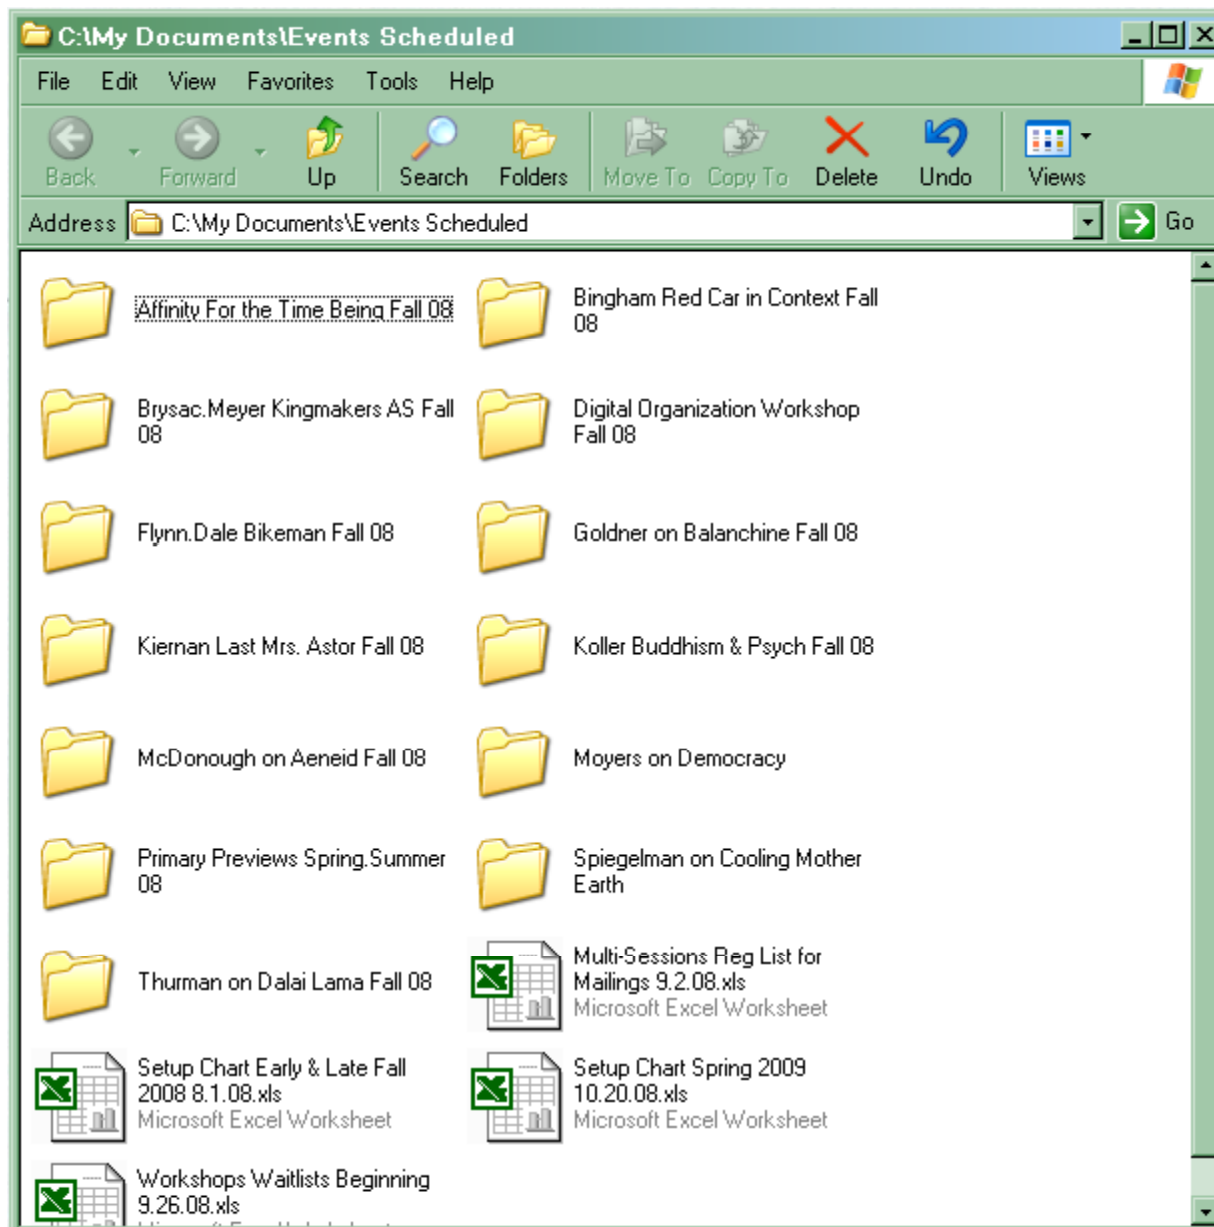 C:\My Documents\Events Scheduled
File Edit View Favorites Tools Help
Back Forward Up Search Folders Move To Copy To Delete Undo Views
Address C:\My Documents\Events Scheduled Go
Affinity For the Time Being Fall 08
Bingham Red Car in Context Fall
08
Brysac.Meyer Kingmakers AS Fall
08
Digital Organization Workshop
Fall 08
Flynn.Dale Bikeman Fall 08
Goldner on Balanchine Fall 08
Kiernan Last Mrs. Astor Fall 08
Koller Buddhism & Psych Fall 08
McDonough on Aeneid Fall 08
Moyers on Democracy
Primary Previews Spring.Summer
08
Spiegelman on Cooling Mother
Earth
Thurman on Dalai Lama Fall 08
Multi-Sessions Reg List for
Mailings 9.2.08.xls
Microsoft Excel Worksheet
Setup Chart Early & Late Fall
2008 8.1.08.xls
Microsoft Excel Worksheet
Setup Chart Spring 2009
10.20.08.xls
Microsoft Excel Worksheet
Workshops Waitlists Beginning
9.26.08.xls